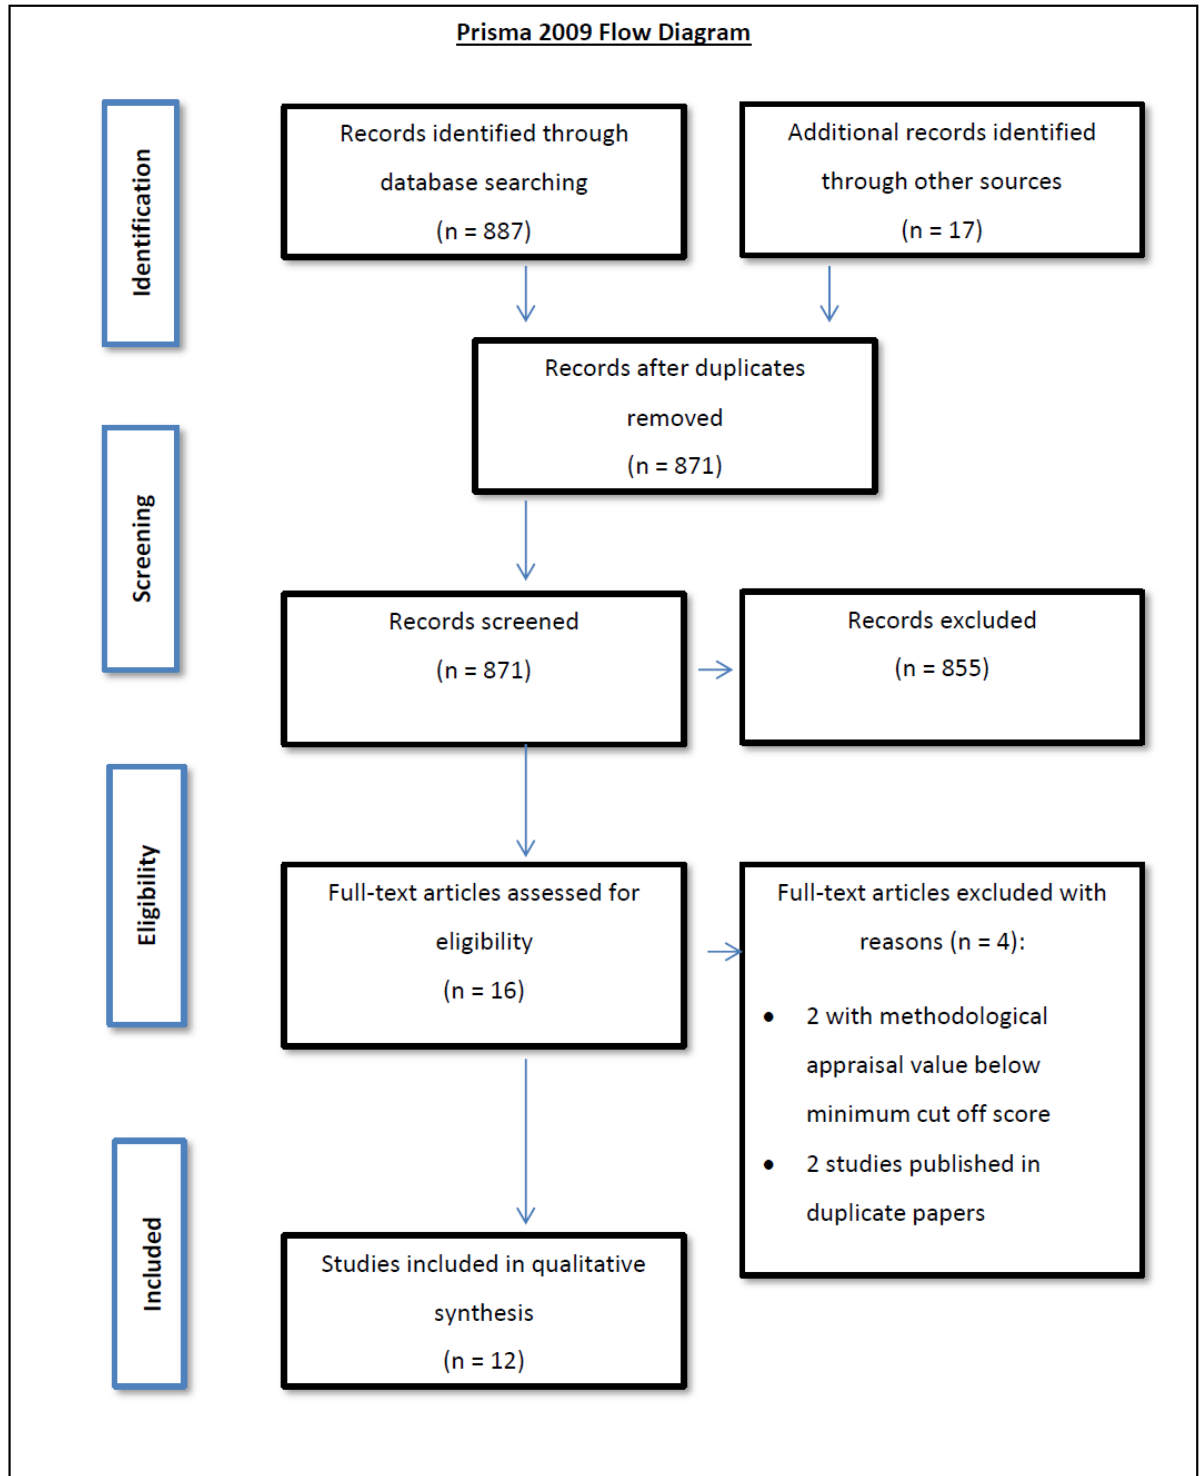 Prisma 2009 Flow Diagram
Identification
Records identified through
database searching
(n = 887)
Additional records identified
through other sources
(n = 17)
Records after duplicates
removed
(n = 871)
Screening
Records screened
(n = 871)
Records excluded
(n = 855)
Eligibility
Full-text articles assessed for
eligibility
(n = 16)
Full-text articles excluded with
reasons (n = 4):
• 2 with methodological
appraisal value below
minimum cut off score
• 2 studies published in
duplicate papers
Included
Studies included in qualitative
synthesis
(n = 12)